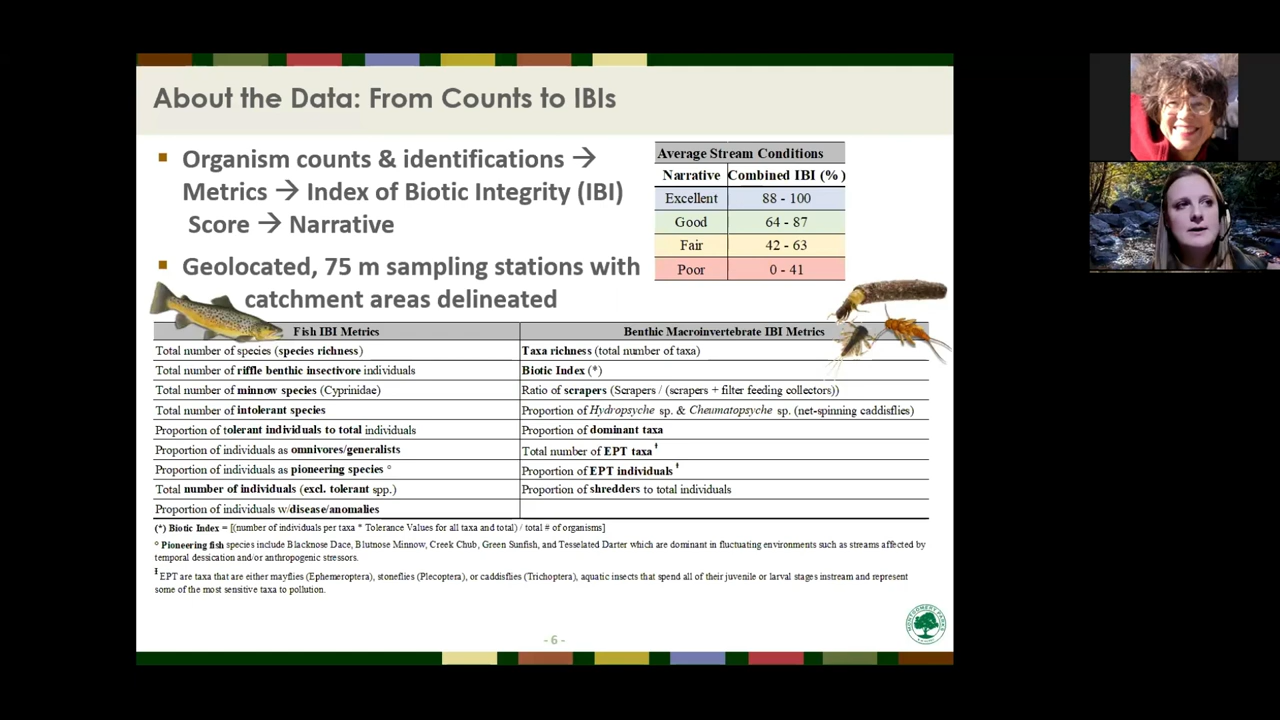 About the Data: From Counts to IBIs
▪ Organism counts & identifications →
Metrics → Index of Biotic Integrity (IBI)
Score → Narrative
▪ Geolocated, 75 m sampling stations with
catchment areas delineated
Average Stream Conditions
Narrative Combined IBI (%)
Excellent 88 - 100
Good 64 - 87
Fair 42 - 63
Poor 0 - 41
Fish IBI Metrics Benthic Macroinvertebrate IBI Metrics
Total number of species (species richness) Taxa richness (total number of taxa)
Total number of riffle benthic insectivore individuals Biotic Index (*)
Total number of minnow species (Cyprinidae) Ratio of scrapers (Scrapers / (scrapers + filter feeding collectors))
Total number of intolerant species Proportion of Hydropsyche sp. & Cheumatopsyche sp. (net-spinning caddisflies)
Proportion of tolerant individuals to total individuals Proportion of dominant taxa
Proportion of individuals as omnivores/generalists Total number of EPT taxa ‡
Proportion of individuals as pioneering species ° Proportion of EPT individuals ‡
Total number of individuals (excl. tolerant spp.) Proportion of shredders to total individuals
Proportion of individuals w/disease/anomalies
(*) Biotic Index = [(number of individuals per taxa * Tolerance Values for all taxa and total) / total # of organisms]
° Pioneering fish species include Blacknose Dace, Blutnose Minnow, Creek Chub, Green Sunfish, and Tesselated Darter which are dominant in fluctuating environments such as streams affected by
temporal dessication and/or anthropogenic stressors.
‡ EPT are taxa that are either mayflies (Ephemeroptera), stoneflies (Plecoptera), or caddisflies (Trichoptera), aquatic insects that spend all of their juvenile or larval stages instream and represent
some of the most sensitive taxa to pollution.
MONTGOMERY PARKS
- 6 -